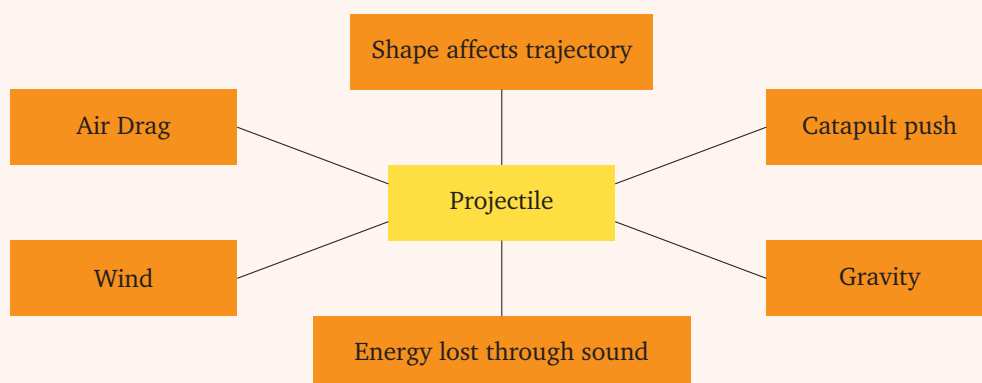 Shape affects trajectory
Air Drag
Catapult push
Projectile
Wind
Gravity
Energy lost through sound